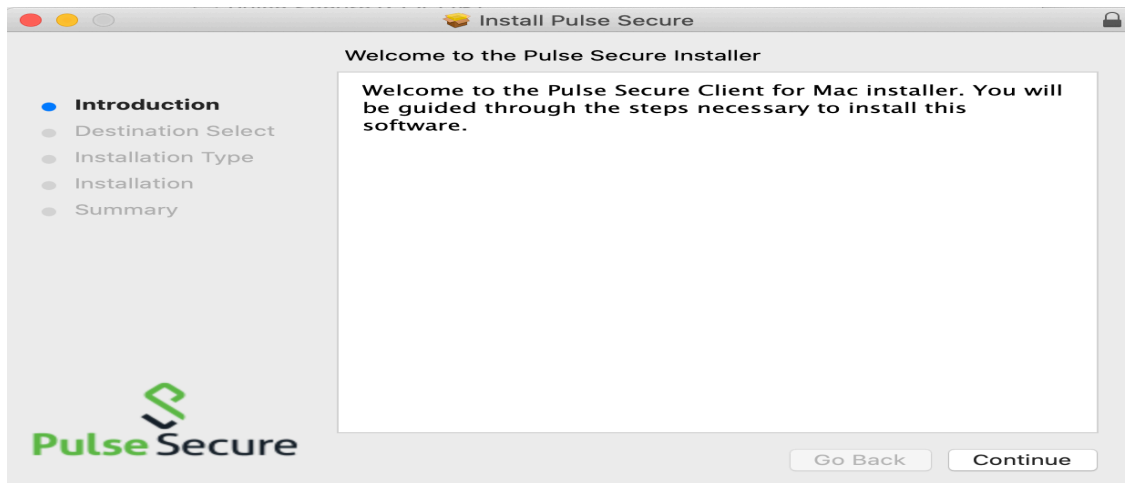 Install Pulse Secure
Welcome to the Pulse Secure Installer
Introduction
Destination Select
Installation Type
Installation
Summary
Welcome to the Pulse Secure Client for Mac installer. You will
be guided through the steps necessary to install this
software.
Pulse Secure
Go Back
Continue